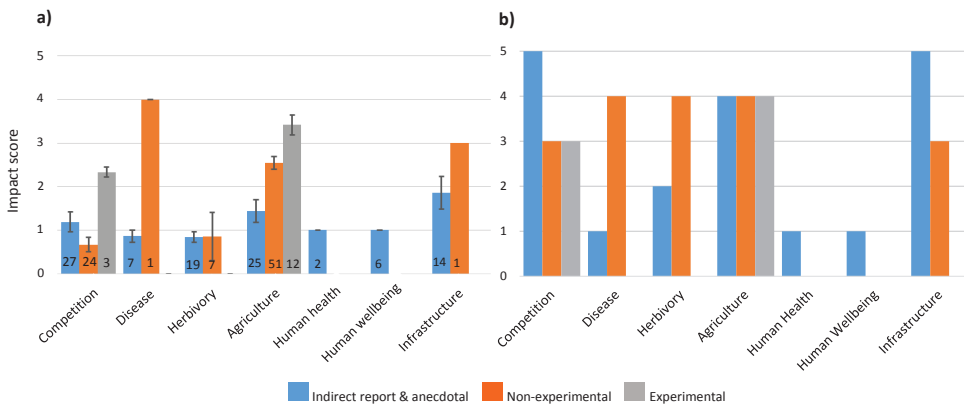 a)
b)
Impact score
5
4
3
2
1
0
27 24 3
7 1
19 7
25 51 12
2
6
14 1
Competition
Disease
Herbivory
Agriculture
Human health
Human wellbeing
Infrastructure
5
4
3
2
1
0
Competition
Disease
Herbivory
Agriculture
Human Health
Human Wellbeing
Infrastructure
Indirect report & anecdotal
Non-experimental
Experimental